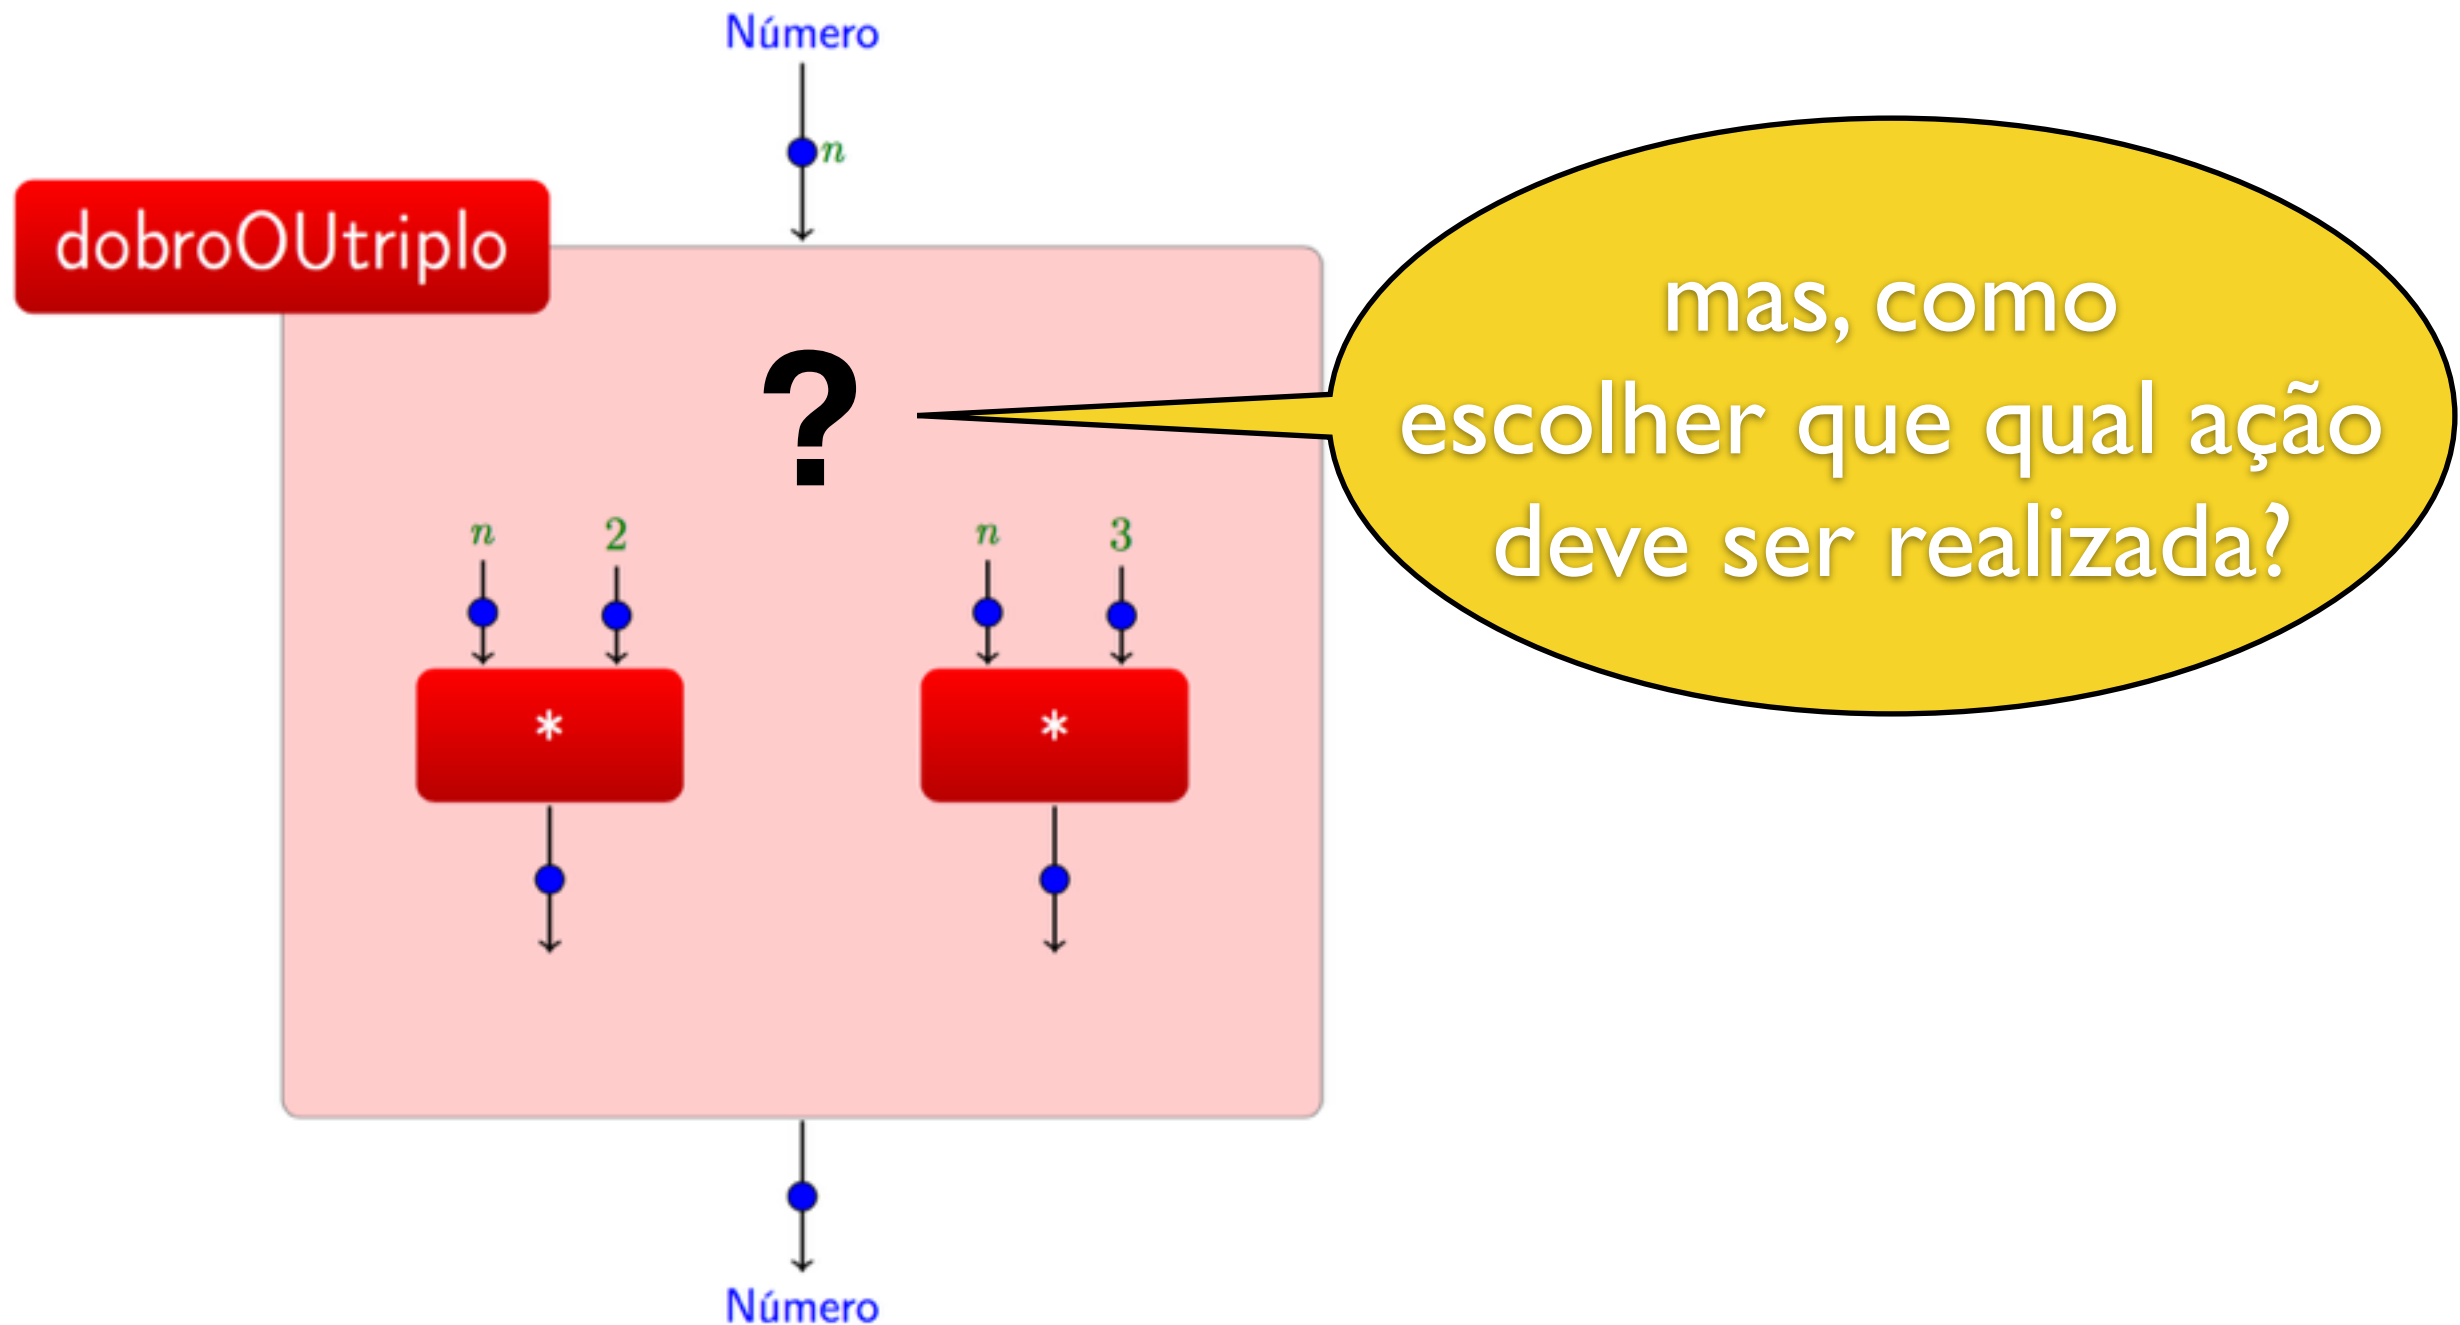 Número
n
dobroOUtriplo
?
mas, como
escolher que qual ação
deve ser realizada?
n 2 n 3
* *
Número